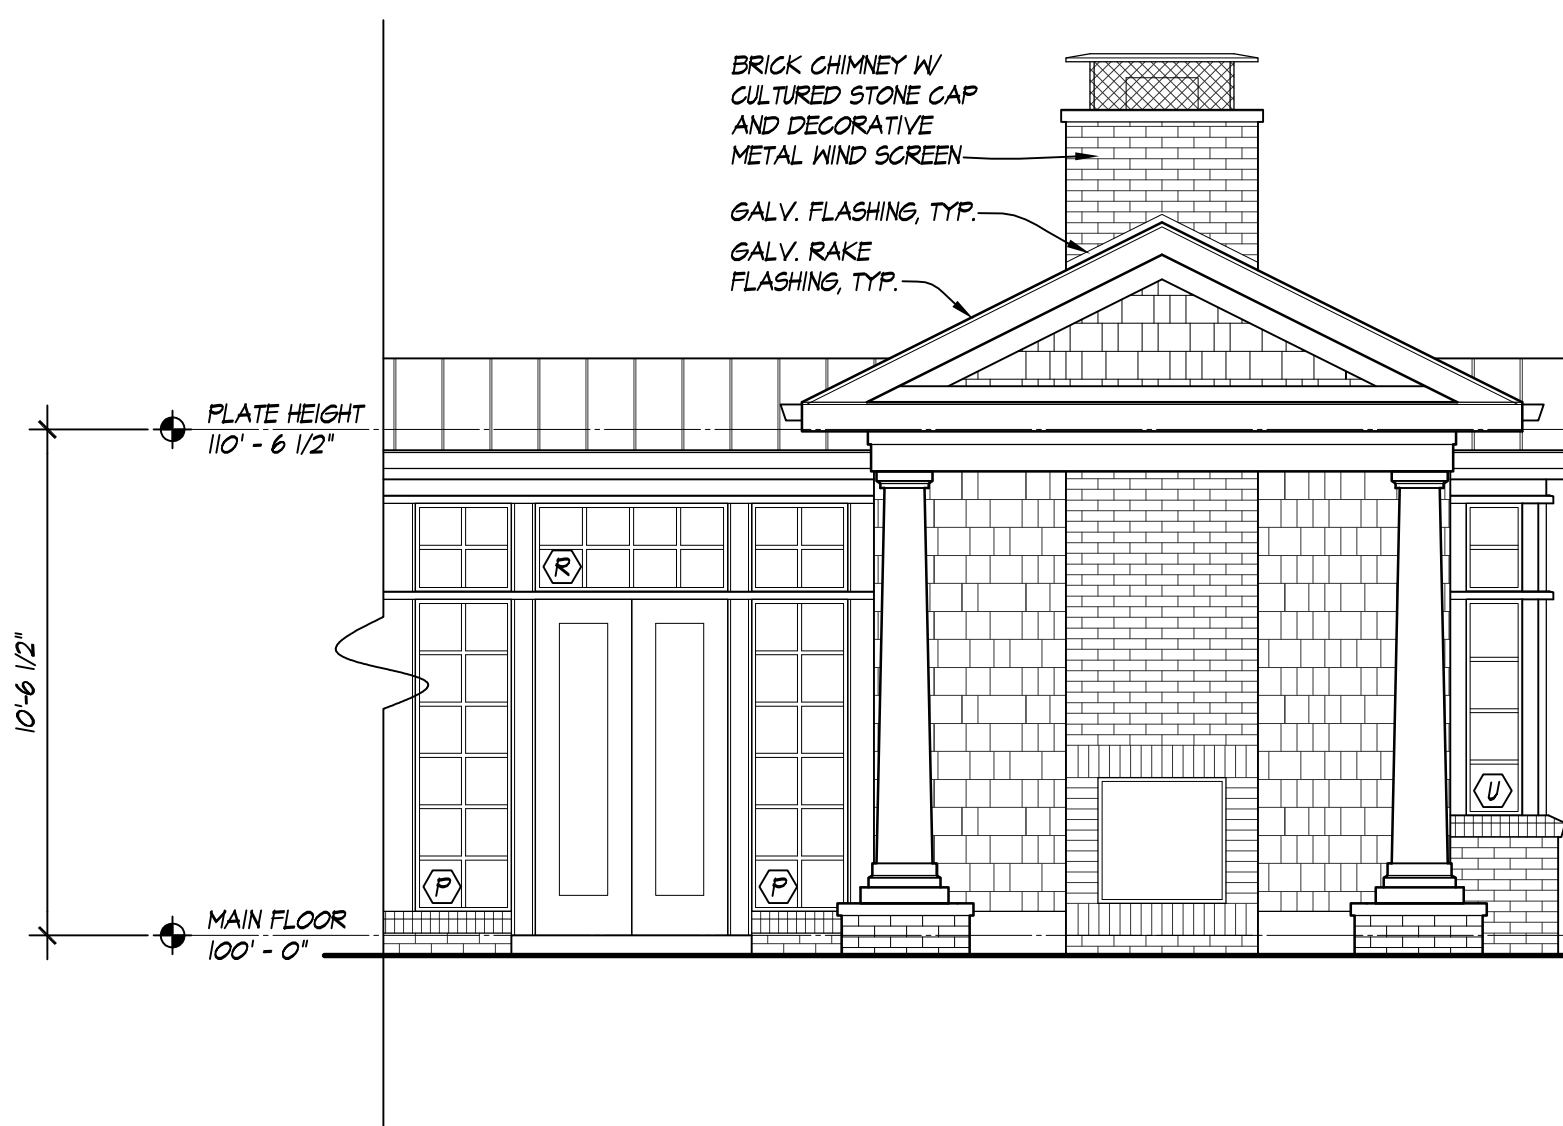 BRICK CHIMNEY W/
CULTURED STONE CAP
AND DECORATIVE
METAL WIND SCREEN
GALV. FLASHING, TYP.
GALV. RAKE
FLASHING, TYP.
PLATE HEIGHT
110' - 6 1/2"
R
10'-6 1/2"
U
P
P
MAIN FLOOR
100' - 0"